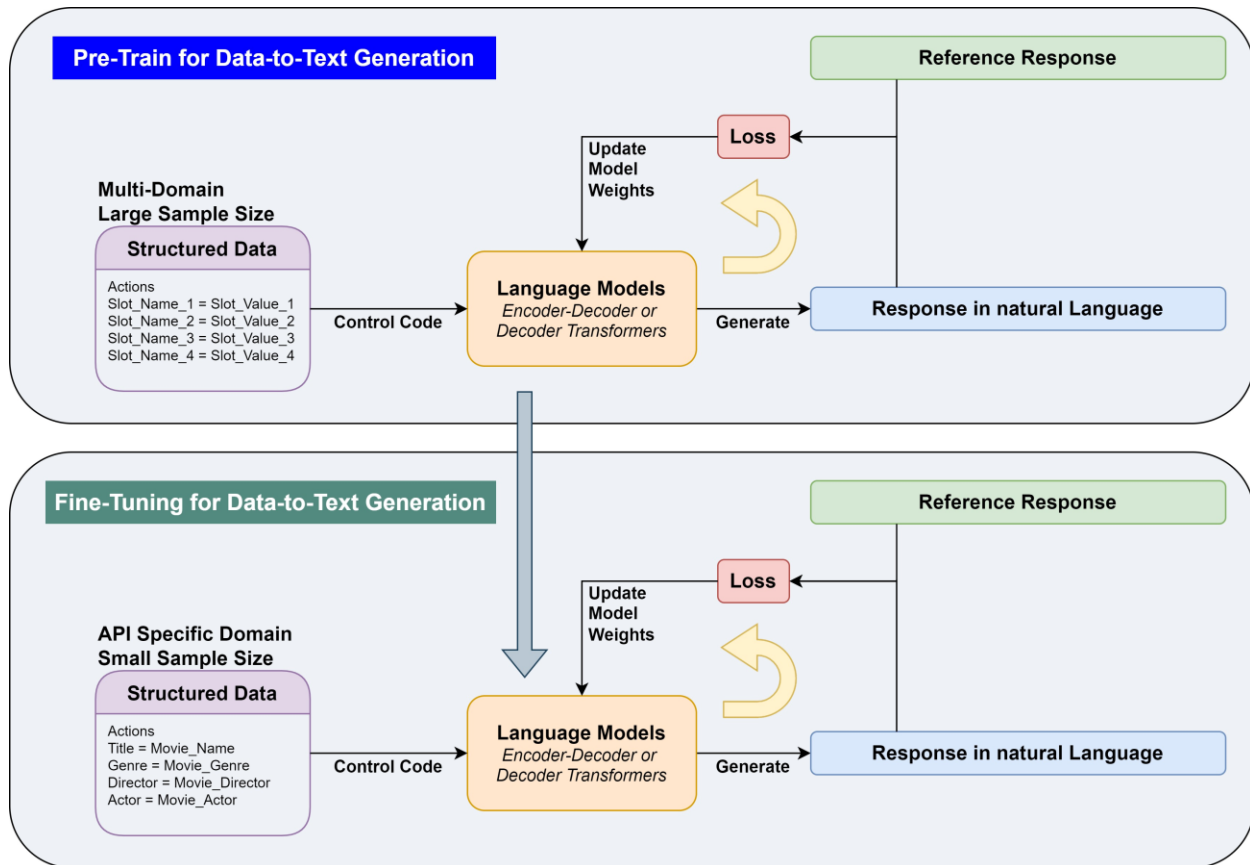 Pre-Train for Data-to-Text Generation
Reference Response
Loss
Update
Model
Weights
Multi-Domain
Large Sample Size
Structured Data
Actions
Slot_Name_1 = Slot_Value_1
Slot_Name_2 = Slot_Value_2
Slot_Name_3 = Slot_Value_3
Slot_Name_4 = Slot_Value_4
Control Code
Language Models
Encoder-Decoder or
Decoder Transformers
Generate
Response in natural Language
Fine-Tuning for Data-to-Text Generation
Reference Response
Loss
Update
Model
Weights
API Specific Domain
Small Sample Size
Structured Data
Actions
Title = Movie_Name
Genre = Movie_Genre
Director = Movie_Director
Actor = Movie_Actor
Control Code
Language Models
Encoder-Decoder or
Decoder Transformers
Generate
Response in natural Language